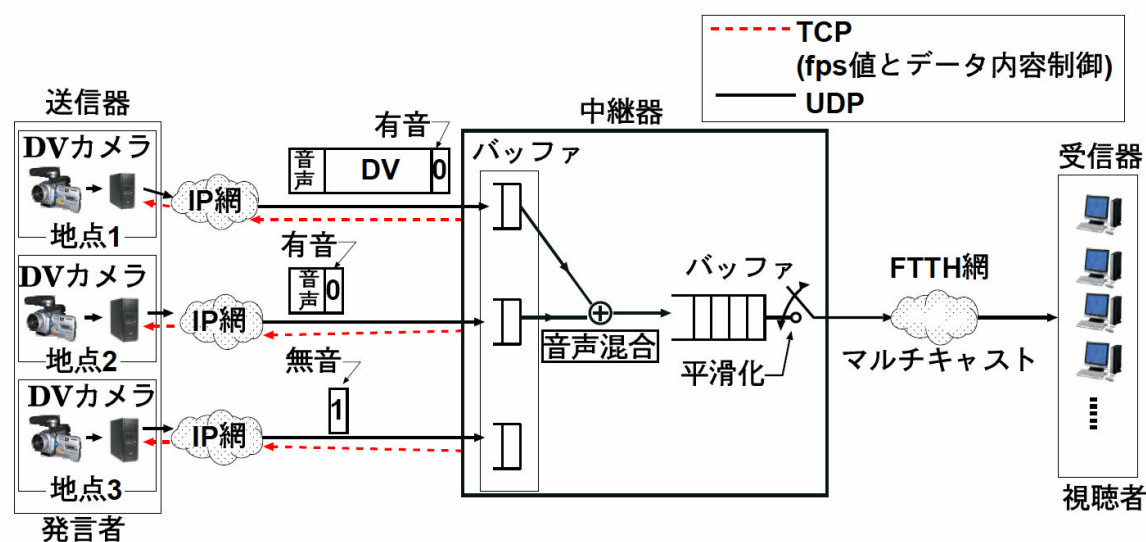 TCP
(fps値とデータ内容制御)
UDP
送信器
DVカメラ
地点1
DVカメラ
地点2
DVカメラ
地点3
発言者
IP網
IP網
IP網
有音
音声 DV 0
有音
音声 0
無音
1
中継器
バッファ
音声混合
バッファ
平滑化
FTTH網
マルチキャスト
受信器
視聴者